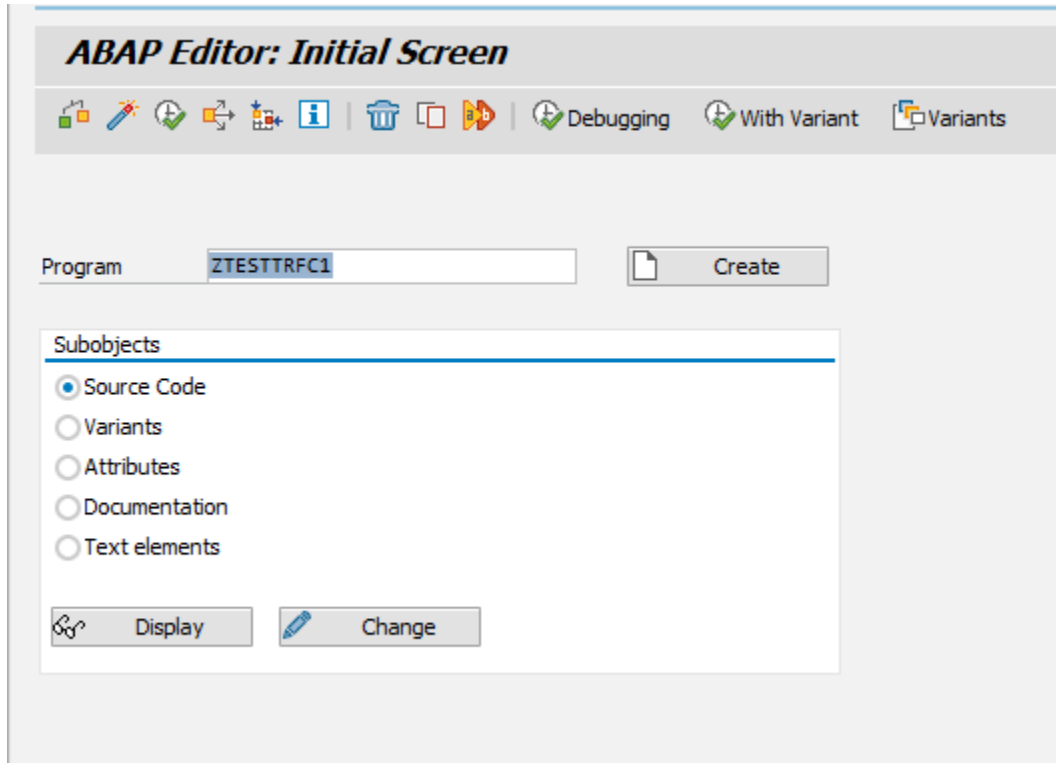 ABAP Editor: Initial Screen
Debugging With Variant Variants
Program ZTESTTRFC1 Create
Subobjects
Source Code
Variants
Attributes
Documentation
Text elements
Display Change